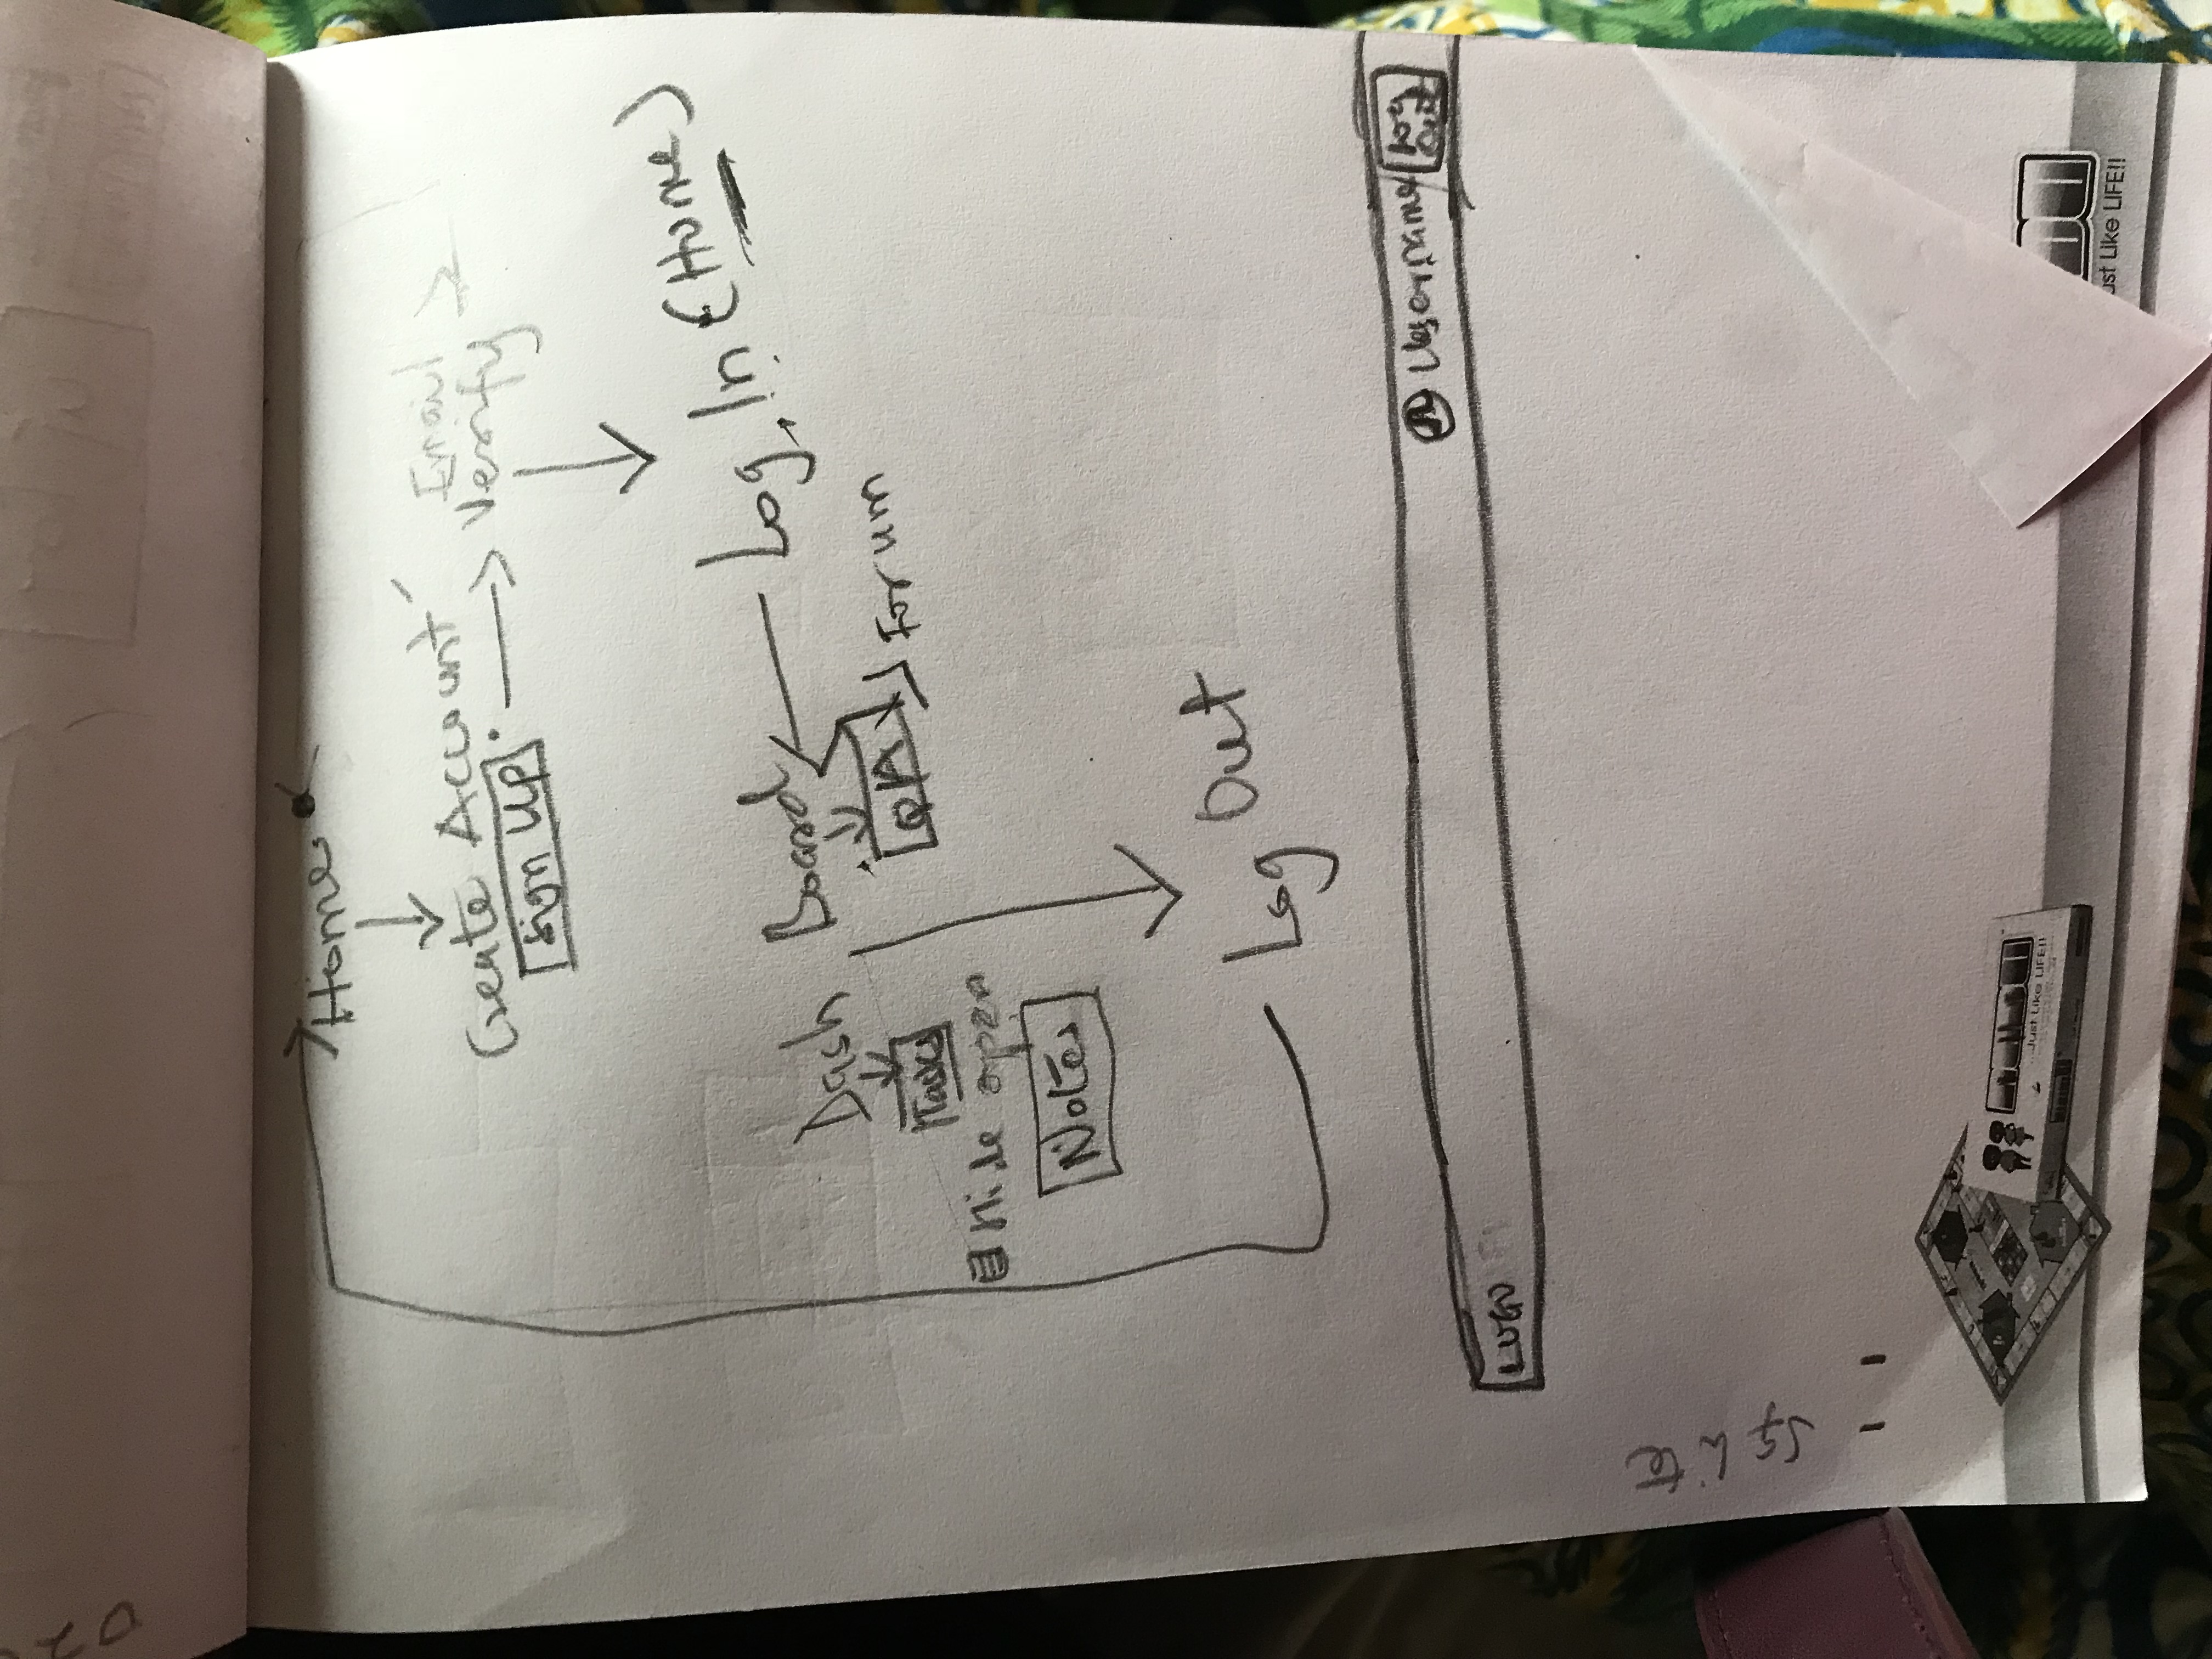 Home
Create Account
Sign Up
Email
Verify
Log In (Home)
Dash Board
Tasks
Q/A
Forum
Hide open
Notes
Log Out
LOGO
Username
Log
Out
Lite
...Just Like LIFE!!
ust Like LIFE!!